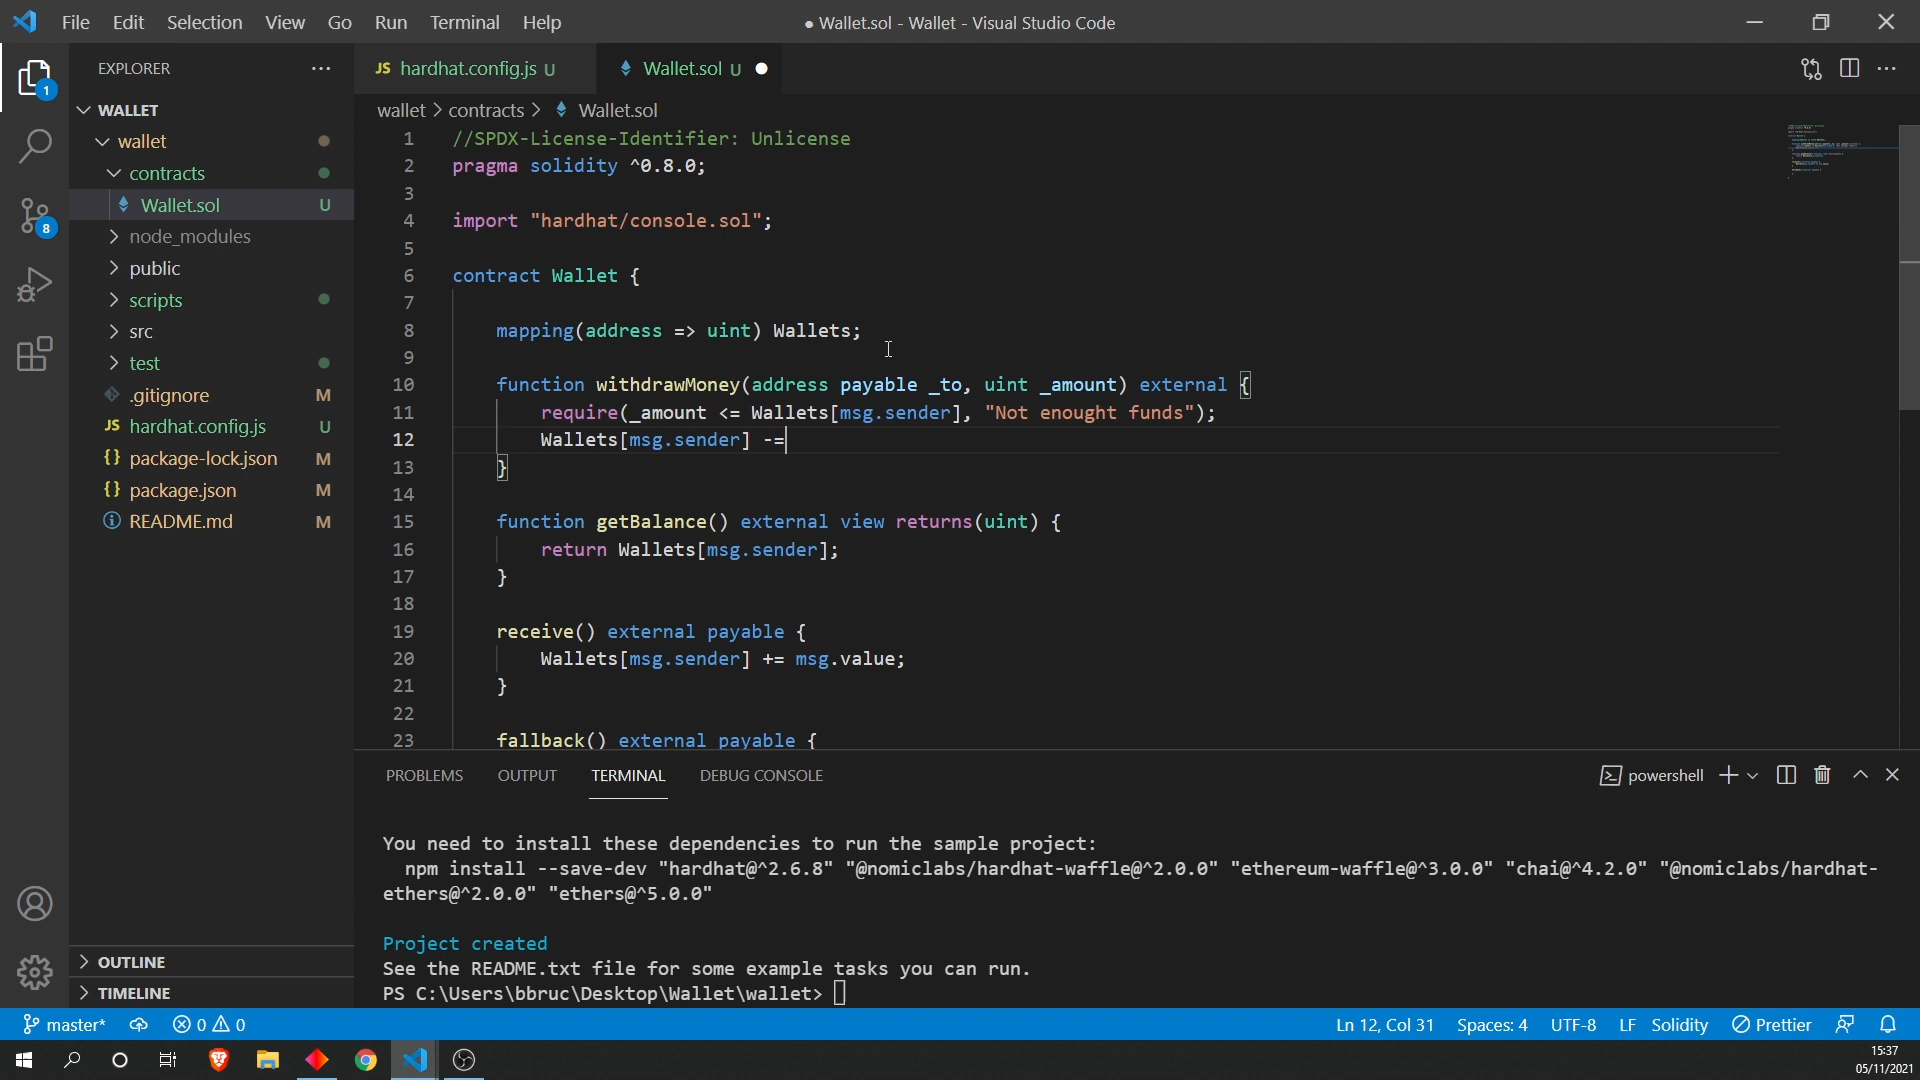 File Edit Selection View Go Run Terminal Help
● Wallet.sol - Wallet - Visual Studio Code
EXPLORER
WALLET
wallet
contracts
Wallet.sol U
node_modules
public
scripts
src
test
.gitignore M
JS hardhat.config.js U
{} package-lock.json M
{} package.json M
README.md M
OUTLINE
TIMELINE
1
8
JS hardhat.config.js U
Wallet.sol U ●
wallet > contracts > Wallet.sol
1 //SPDX-License-Identifier: Unlicense
2 pragma solidity ^0.8.0;
3
4 import "hardhat/console.sol";
5
6 contract Wallet {
7
8 mapping(address => uint) Wallets;
9
10 function withdrawMoney(address payable _to, uint _amount) external {
11 require(_amount <= Wallets[msg.sender], "Not enought funds");
12 Wallets[msg.sender] -=
13 }
14
15 function getBalance() external view returns(uint) {
16 return Wallets[msg.sender];
17 }
18
19 receive() external payable {
20 Wallets[msg.sender] += msg.value;
21 }
22
23 fallback() external payable {
PROBLEMS OUTPUT TERMINAL DEBUG CONSOLE
powershell
You need to install these dependencies to run the sample project:
npm install --save-dev "hardhat@^2.6.8" "@nomiclabs/hardhat-waffle@^2.0.0" "ethereum-waffle@^3.0.0" "chai@^4.2.0" "@nomiclabs/hardhat-
ethers@^2.0.0" "ethers@^5.0.0"
Project created
See the README.txt file for some example tasks you can run.
PS C:\Users\bbruc\Desktop\Wallet\wallet>
master* 0 0
Ln 12, Col 31 Spaces: 4 UTF-8 LF Solidity Prettier
15:37
05/11/2021